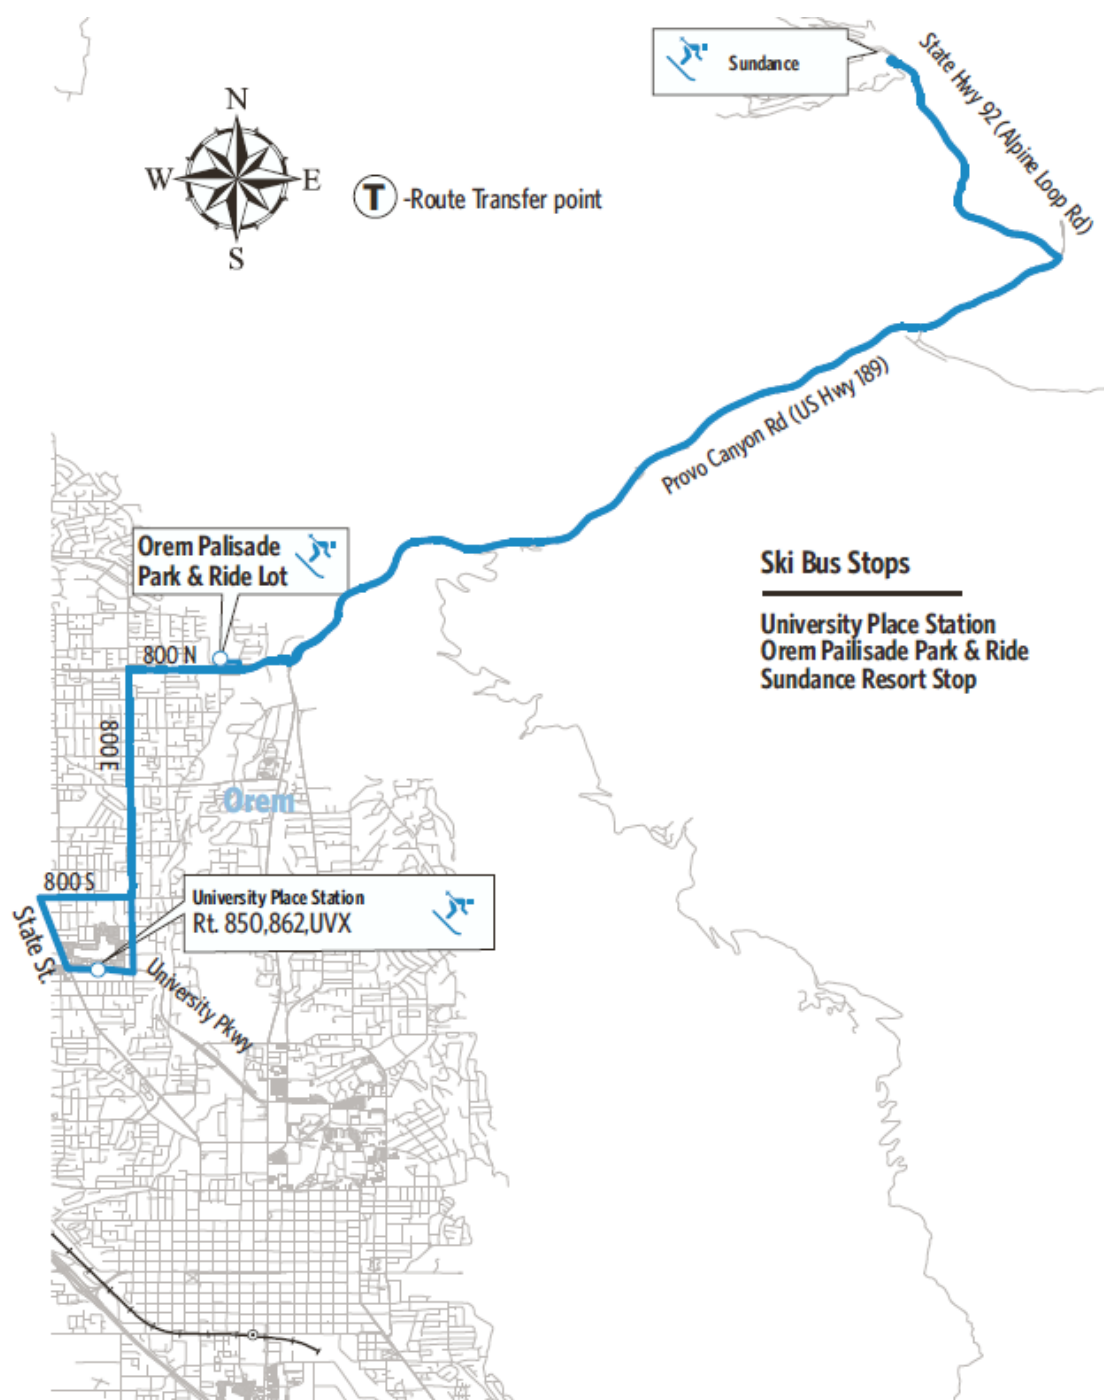 Sundance
State Hwy 92 (Alpine Loop Rd)
N
W
E
S
T -Route Transfer point
Provo Canyon Rd (US Hwy 189)
Orem Palisade
Park & Ride Lot
Ski Bus Stops
University Place Station
Orem Pailisade Park & Ride
Sundance Resort Stop
800 N
800 E
Orem
800 S
University Place Station
Rt. 850,862,UVX
State St.
University Pkwy